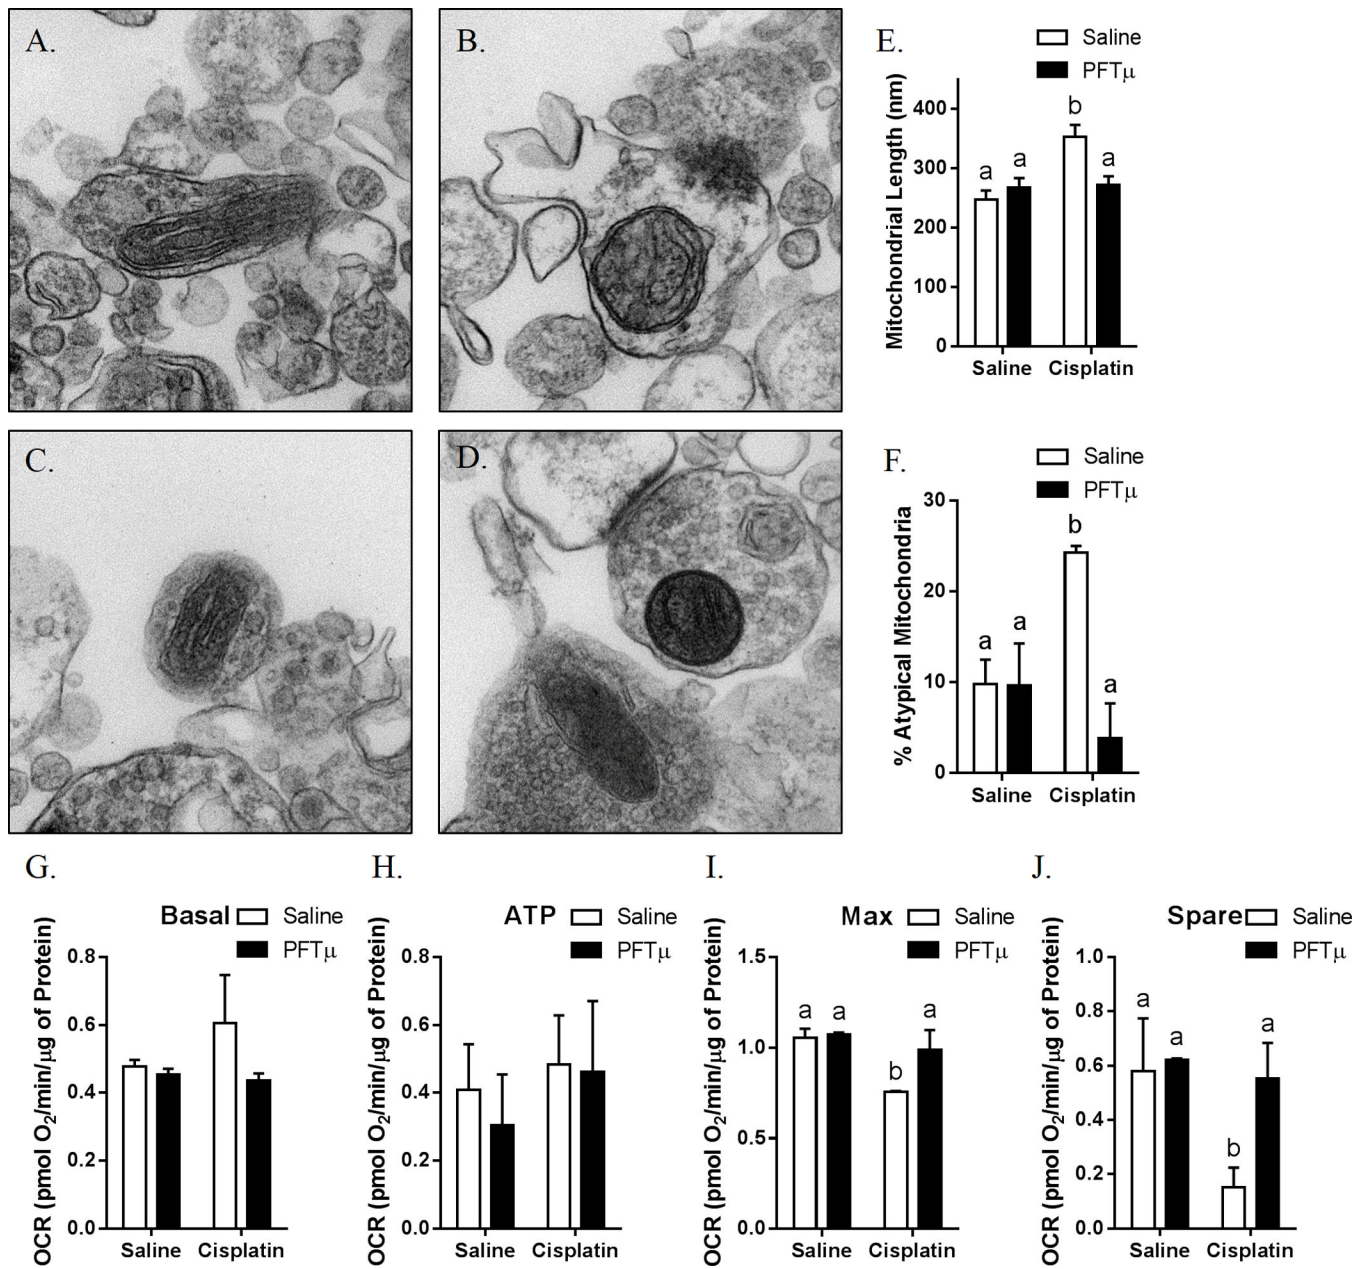 A.
B.
E.
Saline
PFTμ
Mitochondrial Length (nm)
400
300
200
100
0
a
a
b
a
Saline
Cisplatin
C.
D.
F.
Saline
PFTμ
% Atypical Mitochondria
30
20
10
0
a
a
b
a
Saline
Cisplatin
G.
Basal
Saline
PFTμ
OCR (pmol O2/min/μg of Protein)
0.8
0.6
0.4
0.2
0.0
Saline
Cisplatin
H.
ATP
Saline
PFTμ
OCR (pmol O2/min/μg of Protein)
0.8
0.6
0.4
0.2
0.0
Saline
Cisplatin
I.
Max
Saline
PFTμ
OCR (pmol O2/min/μg of Protein)
1.5
1.0
0.5
0.0
a
a
b
a
Saline
Cisplatin
J.
Spare
Saline
PFTμ
OCR (pmol O2/min/μg of Protein)
1.0
0.8
0.6
0.4
0.2
0.0
a
a
b
a
Saline
Cisplatin